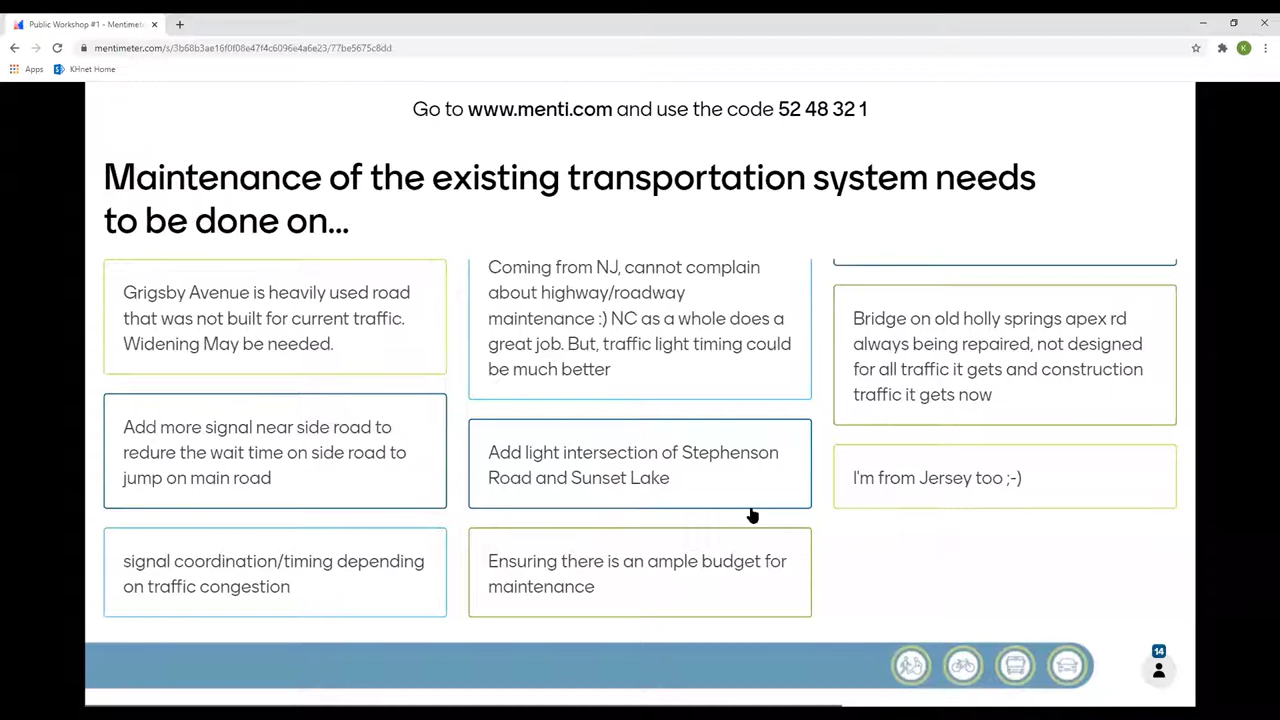 Public Workshop #1 - Mentimete
mentimeter.com/s/3b68b3ae16f0f08e47f4c6096e4a6e23/77be5675c8dd
K
Apps
KHnet Home
Go to www.menti.com and use the code 52 48 32 1
Maintenance of the existing transportation system needs
to be done on...
Grigsby Avenue is heavily used road
that was not built for current traffic.
Widening May be needed.
Add more signal near side road to
redure the wait time on side road to
jump on main road
signal coordination/timing depending
on traffic congestion
Coming from NJ, cannot complain
about highway/roadway
maintenance :) NC as a whole does a
great job. But, traffic light timing could
be much better
Add light intersection of Stephenson
Road and Sunset Lake
Ensuring there is an ample budget for
maintenance
Bridge on old holly springs apex rd
always being repaired, not designed
for all traffic it gets and construction
traffic it gets now
I'm from Jersey too ;-)
14